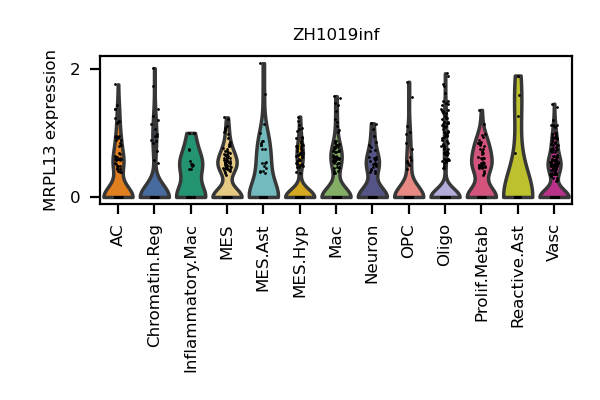 ZH1019inf
MRPL13 expression
2
0
AC
Chromatin.Reg
Inflammatory.Mac
MES
MES.Ast
MES.Hyp
Mac
Neuron
OPC
Oligo
Prolif.Metab
Reactive.Ast
Vasc